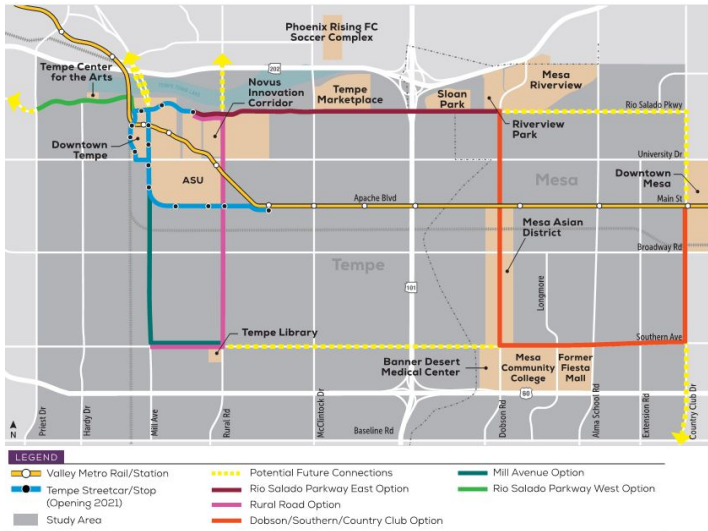 Phoenix Rising FC
Soccer Complex
202
Tempe Center
for the Arts
Novus
Innovation
Corridor
TEMPE TOWN LAKE
Tempe
Marketplace
Sloan
Park
Mesa
Riverview
Rio Salado Pkwy
Riverview
Park
Downtown
Tempe
University Dr
ASU
Mesa
Downtown
Mesa
Apache Blvd
Main St
Mesa Asian
District
Broadway Rd
Tempe
Longmore
101
Tempe Library
Southern Ave
Banner Desert
Medical Center
Mesa
Community
College
Former
Fiesta
Mall
60
N
Priest Dr
Hardy Dr
Mill Ave
Rural Rd
McClintock Dr
Baseline Rd
Dobson Rd
Alma School Rd
Extension Rd
Country Club Dr
LEGEND
Valley Metro Rail/Station
Tempe Streetcar/Stop
(Opening 2021)
Study Area
Potential Future Connections
Rio Salado Parkway East Option
Rural Road Option
Dobson/Southern/Country Club Option
Mill Avenue Option
Rio Salado Parkway West Option